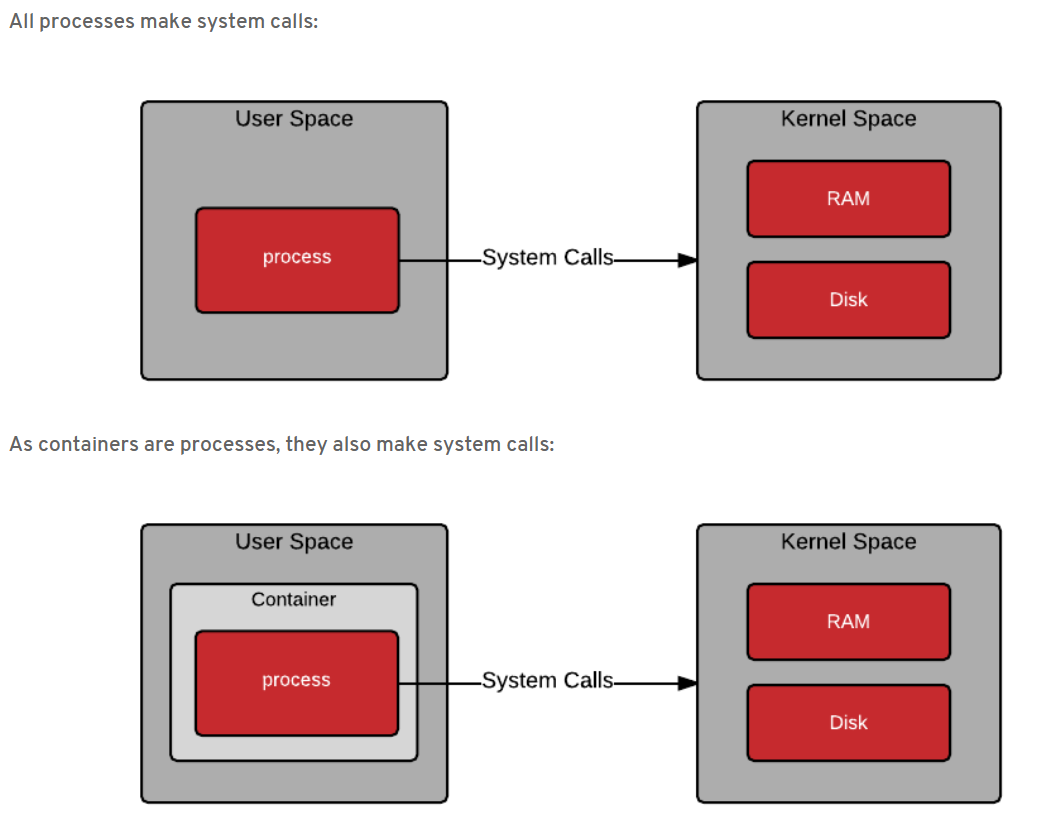 All processes make system calls:
User Space
Kernel Space
RAM
process
System Calls
Disk
As containers are processes, they also make system calls:
User Space
Kernel Space
Container
RAM
process
System Calls
Disk